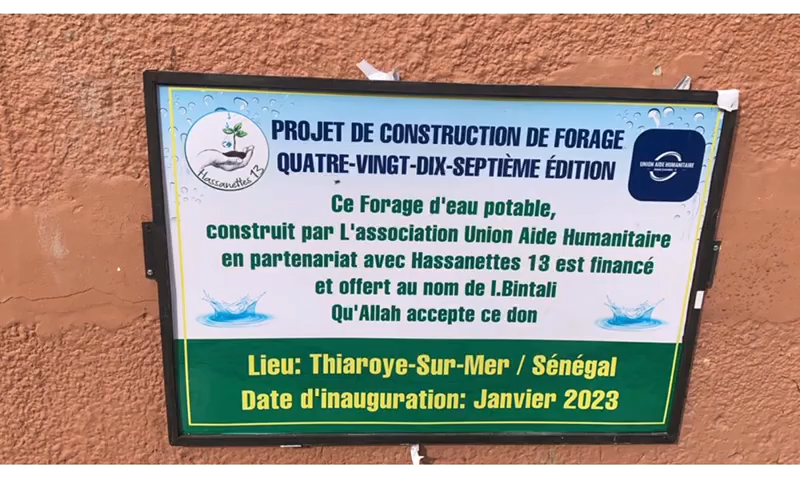 PROJET DE CONSTRUCTION DE FORAGE
QUATRE-VINGT-DIX-SEPTIÈME ÉDITION
Hassanettes 13
UNION AIDE HUMANITAIRE
Ce Forage d'eau potable,
construit par L'association Union Aide Humanitaire
en partenariat avec Hassanettes 13 est financé
et offert au nom de I.Bintali
Qu'Allah accepte ce don
Lieu: Thiaroye-Sur-Mer / Sénégal
Date d'inauguration: Janvier 2023